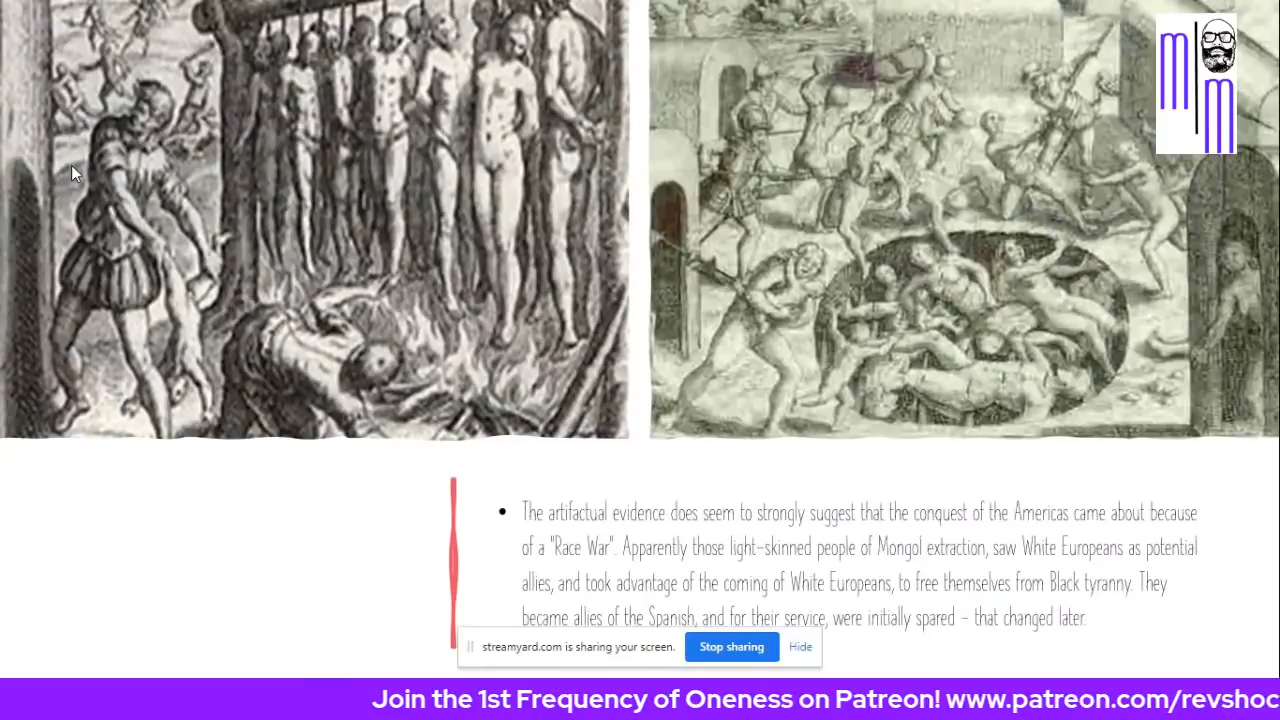 m
m
The artifactual evidence does seem to strongly suggest that the conquest of the Americas came about because
of a "Race War". Apparently those light-skinned people of Mongol extraction, saw White Europeans as potential
allies, and took advantage of the coming of White Europeans, to free themselves from Black tyranny. They
became allies of the Spanish, and for their service, were initially spared – that changed later.
streamyard.com is sharing your screen. Stop sharing Hide
Join the 1st Frequency of Oneness on Patreon! www.patreon.com/revshoc